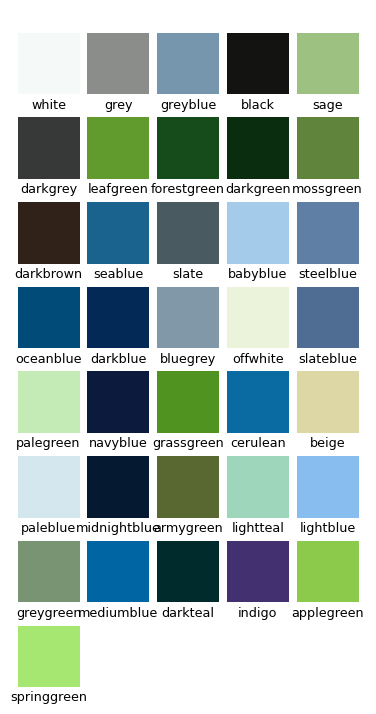 white grey greyblue black sage
darkgrey leafgreen forestgreen darkgreen mossgreen
darkbrown seablue slate babyblue steelblue
oceanblue darkblue bluegrey offwhite slateblue
palegreen navyblue grassgreen cerulean beige
paleblue midnightblue armygreen lightteal lightblue
greygreen mediumblue darkteal indigo applegreen
springgreen